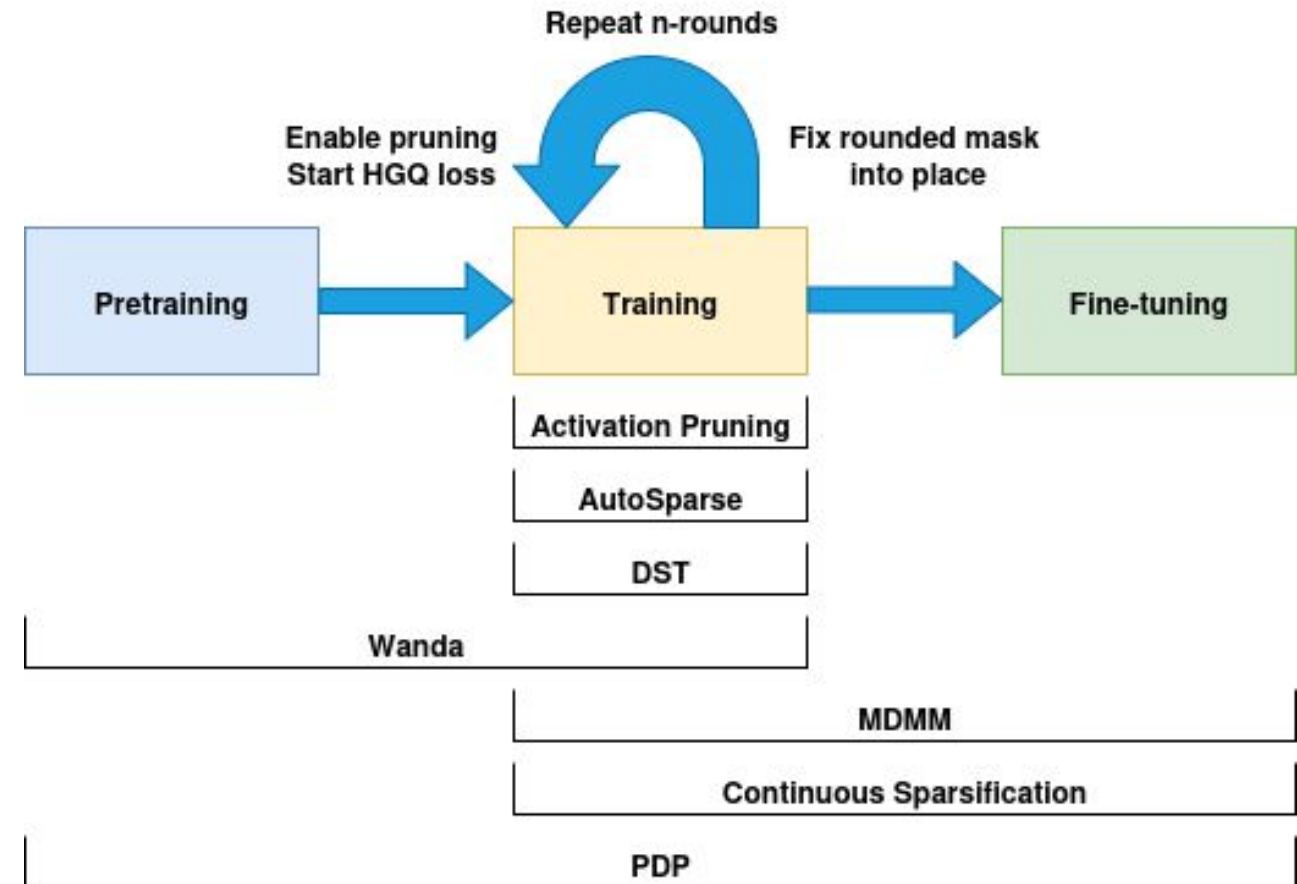 Repeat n-rounds
Enable pruning
Start HGQ loss
Fix rounded mask
into place
Pretraining
Training
Fine-tuning
Activation Pruning
AutoSparse
DST
Wanda
MDMM
Continuous Sparsification
PDP